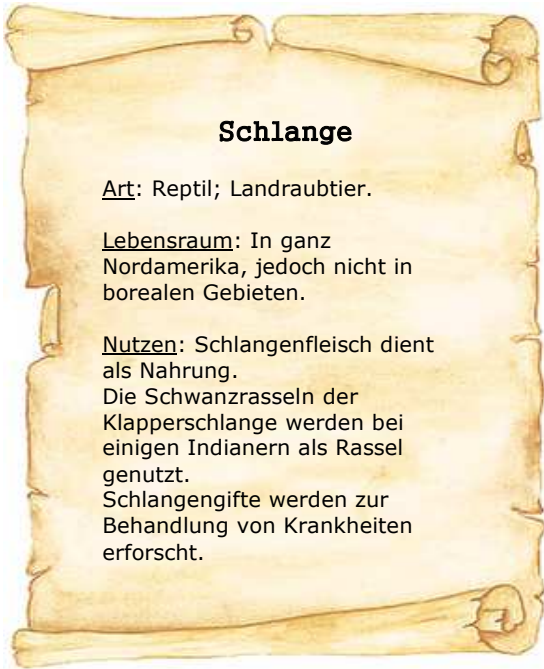 Schlange
Art: Reptil; Landraubtier.
Lebensraum: In ganz
Nordamerika, jedoch nicht in
borealen Gebieten.
Nutzen: Schlangenfleisch dient
als Nahrung.
Die Schwanzrasseln der
Klapperschlange werden bei
einigen Indianern als Rassel
genutzt.
Schlangengifte werden zur
Behandlung von Krankheiten
erforscht.